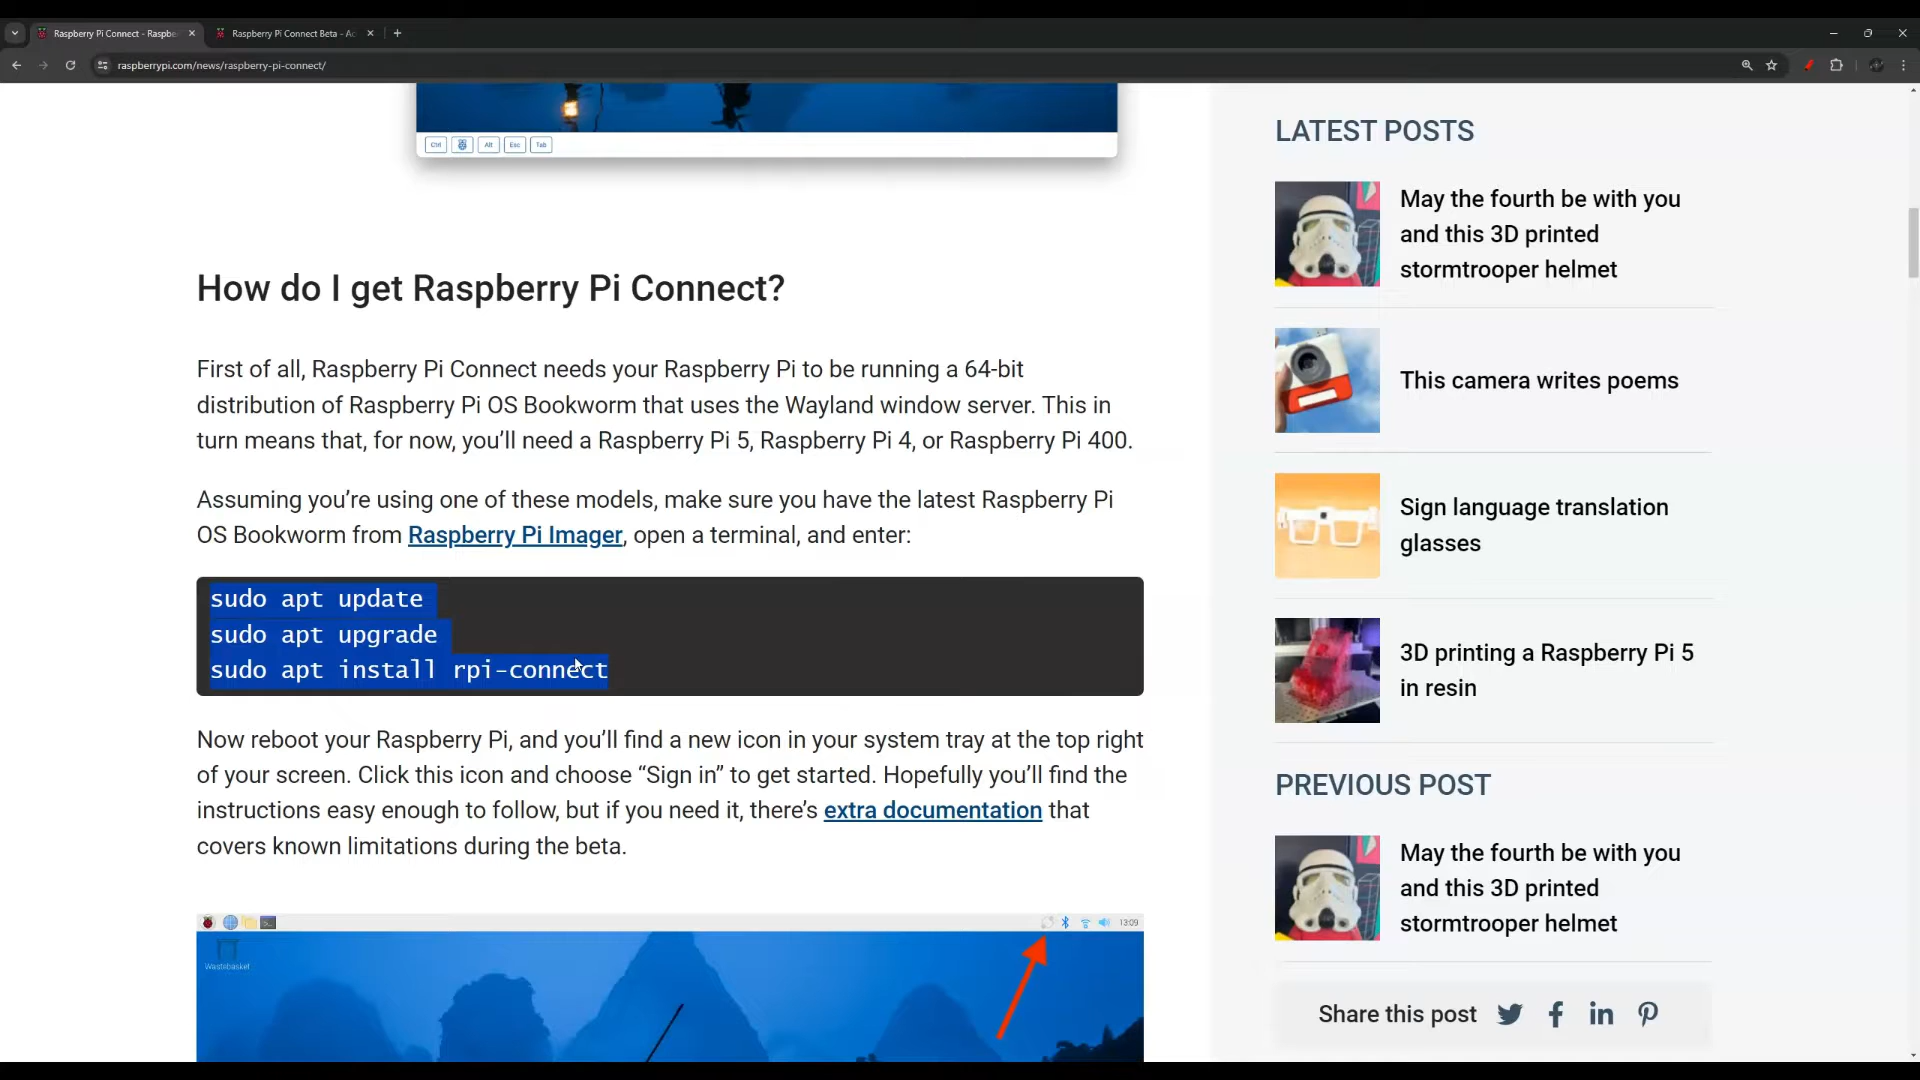 Raspberry Pi Connect - Raspbe
Raspberry Pi Connect Beta - Ac
raspberrypi.com/news/raspberry-pi-connect/
Ctrl
Alt
Esc
Tab
How do I get Raspberry Pi Connect?
First of all, Raspberry Pi Connect needs your Raspberry Pi to be running a 64-bit
distribution of Raspberry Pi OS Bookworm that uses the Wayland window server. This in
turn means that, for now, you’ll need a Raspberry Pi 5, Raspberry Pi 4, or Raspberry Pi 400.
Assuming you’re using one of these models, make sure you have the latest Raspberry Pi
OS Bookworm from Raspberry Pi Imager, open a terminal, and enter:
sudo apt update
sudo apt upgrade
sudo apt install rpi-connect
Now reboot your Raspberry Pi, and you’ll find a new icon in your system tray at the top right
of your screen. Click this icon and choose “Sign in” to get started. Hopefully you’ll find the
instructions easy enough to follow, but if you need it, there’s extra documentation that
covers known limitations during the beta.
13:09
Wastebasket
LATEST POSTS
May the fourth be with you
and this 3D printed
stormtrooper helmet
This camera writes poems
Sign language translation
glasses
3D printing a Raspberry Pi 5
in resin
PREVIOUS POST
May the fourth be with you
and this 3D printed
stormtrooper helmet
Share this post